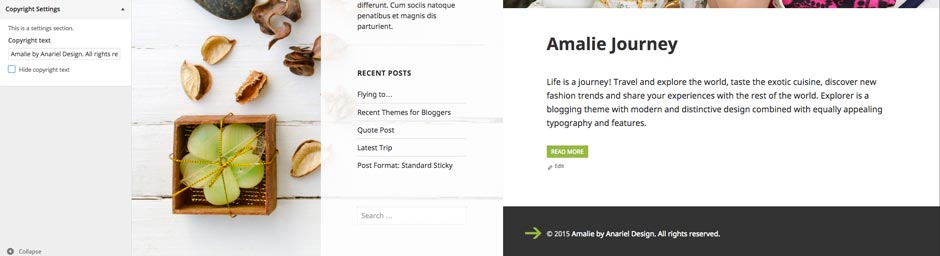 Copyright Settings
This is a settings section.
Copyright text
Amalie by Anariel Design. All rights re
Hide copyright text
Collapse
differunt. Cum sociis natoque
penatibus et magnis dis
parturient.
RECENT POSTS
Flying to...
Recent Themes for Bloggers
Quote Post
Latest Trip
Post Format: Standard Sticky
Search ...
Amalie Journey
Life is a journey! Travel and explore the world, taste the exotic cuisine, discover new
fashion trends and share your experiences with the rest of the world. Explorer is a
blogging theme with modern and distinctive design combined with equally appealing
typography and features.
READ MORE
Edit
© 2015 Amalie by Anariel Design. All rights reserved.